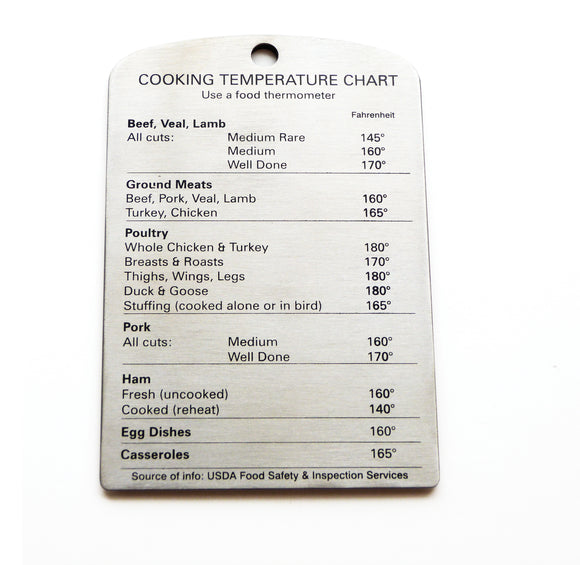 COOKING TEMPERATURE CHART
Use a food thermometer
Fahrenheit
Beef, Veal, Lamb
All cuts: Medium Rare 145°
Medium 160°
Well Done 170°
Ground Meats
Beef, Pork, Veal, Lamb 160°
Turkey, Chicken 165°
Poultry
Whole Chicken & Turkey 180°
Breasts & Roasts 170°
Thighs, Wings, Legs 180°
Duck & Goose 180°
Stuffing (cooked alone or in bird) 165°
Pork
All cuts: Medium 160°
Well Done 170°
Ham
Fresh (uncooked) 160°
Cooked (reheat) 140°
Egg Dishes 160°
Casseroles 165°
Source of info: USDA Food Safety & Inspection Services